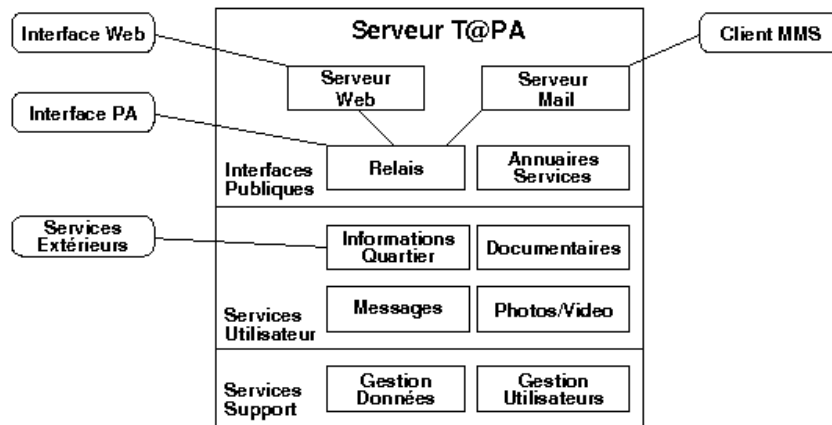 Serveur T@PA
Interface Web
Client MMS
Serveur
Web
Serveur
Mail
Interface PA
Interfaces
Publiques
Relais
Annuaires
Services
Services
Extérieurs
Informations
Quartier
Documentaires
Services
Utilisateur
Messages
Photos/Video
Services
Support
Gestion
Données
Gestion
Utilisateurs